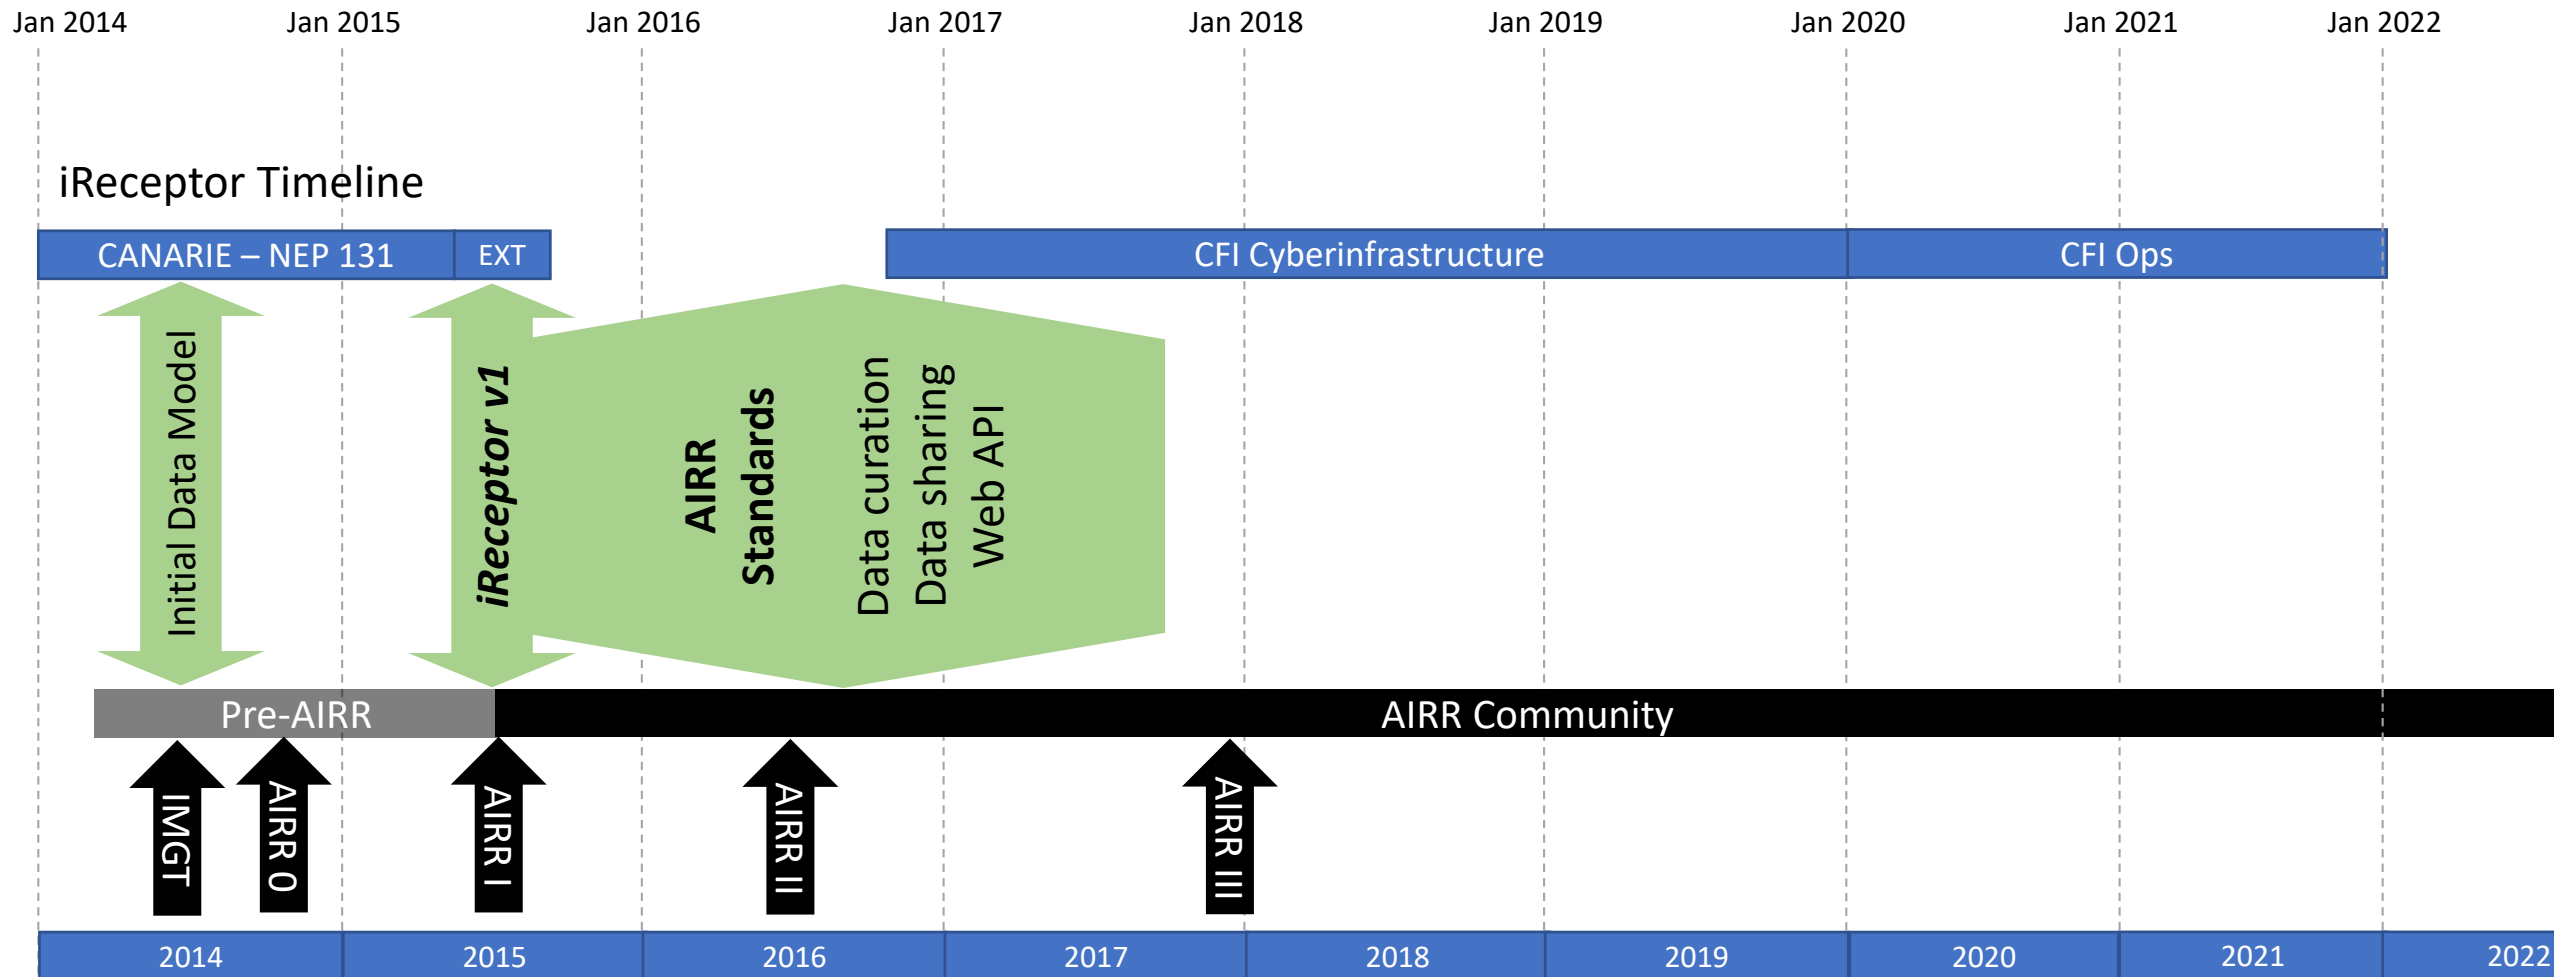 Jan 2014
Jan 2015
Jan 2016
Jan 2017
Jan 2018
Jan 2019
Jan 2020
Jan 2021
Jan 2022
iReceptor Timeline
CANARIE – NEP 131
EXT
CFI Cyberinfrastructure
CFI Ops
Initial Data Model
iReceptor v1
AIRR
Standards
Data curation
Data sharing
Web API
Pre-AIRR
AIRR Community
IMGT
AIRR 0
AIRR I
AIRR II
AIRR III
2014
2015
2016
2017
2018
2019
2020
2021
2022